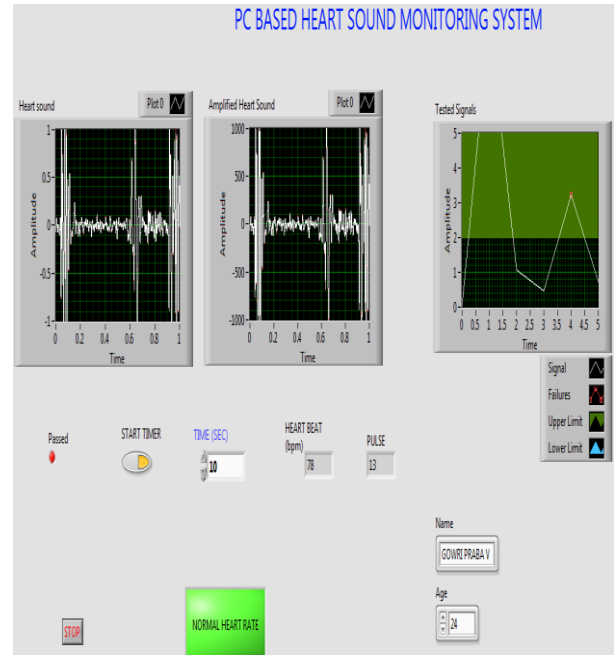 PC BASED HEART SOUND MONITORING SYSTEM
Heart sound
Plot 0
Amplified Heart Sound
Plot 0
Tested Signals
Amplitude
1-
0.5-
0-
-0.5-
-1-
0 0.2 0.4 0.6 0.8 1
Time
Amplitude
1000-
500-
0-
-500-
-1000-
0 0.2 0.4 0.6 0.8 1
Time
Amplitude
5-
4-
3-
2-
1-
0-
0 0.5 1 1.5 2 2.5 3 3.5 4 4.5 5
Time
Signal
Failures
Upper Limit
Lower Limit
Passed
START TIMER
TIME (SEC)
10
HEART BEAT
(bpm)
78
PULSE
13
Name
GOWRI PRABA V
Age
24
STOP
NORMAL HEART RATE